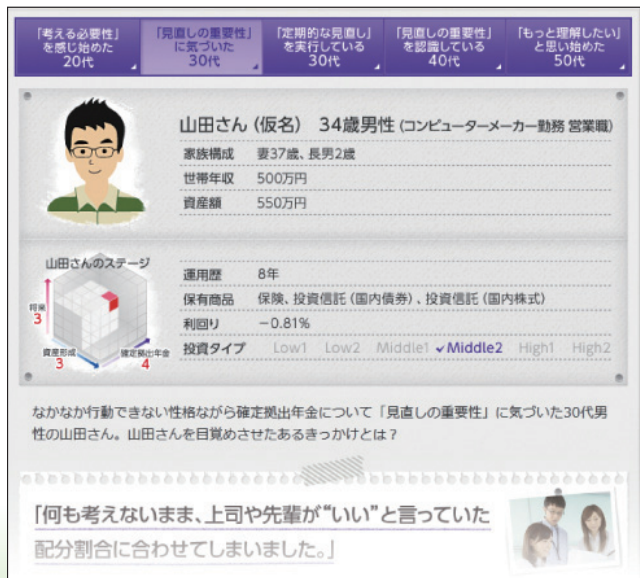 「考える必要性」
を感じ始めた
20代
「見直しの重要性」
に気づいた
30代
「定期的な見直し」
を実行している
30代
「見直しの重要性」
を認識している
40代
「もっと理解したい」
と思い始めた
50代
山田さん（仮名） 34歳男性（コンピューターメーカー勤務 営業職）
家族構成 妻37歳、長男2歳
世帯年収 500万円
資産額 550万円
山田さんのステージ
将来
3
資産形成
3
確定拠出年金
4
運用歴 8年
保有商品 保険、投資信託（国内債券）、投資信託（国内株式）
利回り －0.81%
投資タイプ Low1 Low2 Middle1 ✔Middle2 High1 High2
なかなか行動できない性格ながら確定拠出年金について「見直しの重要性」に気づいた30代男
性の山田さん。山田さんを目覚めさせたあるきっかけとは？
「何も考えないまま、上司や先輩が“いい”と言っていた
配分割合に合わせてしまいました。」